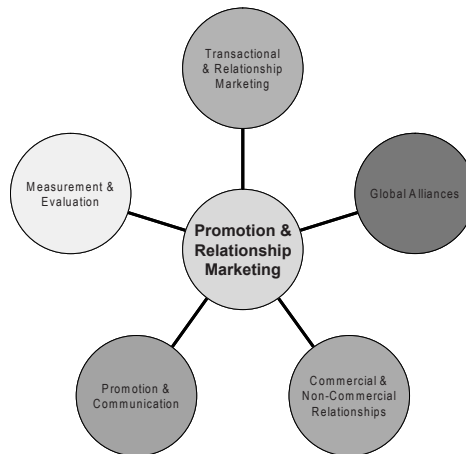 Transactional
& Relationship
Marketing
Measurement &
Evaluation
Global Alliances
Promotion &
Relationship
Marketing
Promotion &
Communication
Commercial &
Non-Commercial
Relationships